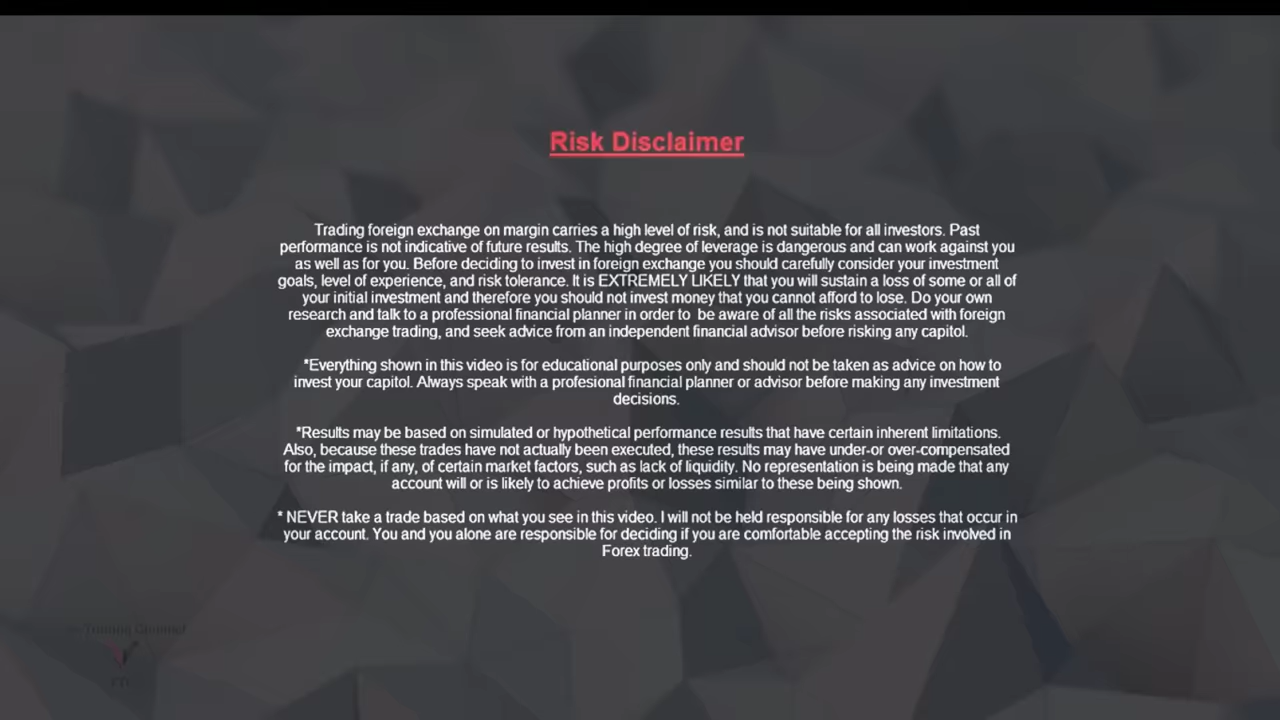 Risk Disclaimer
Trading foreign exchange on margin carries a high level of risk, and is not suitable for all investors. Past
performance is not indicative of future results. The high degree of leverage is dangerous and can work against you
as well as for you. Before deciding to invest in foreign exchange you should carefully consider your investment
goals, level of experience, and risk tolerance. It is EXTREMELY LIKELY that you will sustain a loss of some or all of
your initial investment and therefore you should not invest money that you cannot afford to lose. Do your own
research and talk to a professional financial planner in order to be aware of all the risks associated with foreign
exchange trading, and seek advice from an independent financial advisor before risking any capitol.
*Everything shown in this video is for educational purposes only and should not be taken as advice on how to
invest your capitol. Always speak with a profesional financial planner or advisor before making any investment
decisions.
*Results may be based on simulated or hypothetical performance results that have certain inherent limitations.
Also, because these trades have not actually been executed, these results may have under-or over-compensated
for the impact, if any, of certain market factors, such as lack of liquidity. No representation is being made that any
account will or is likely to achieve profits or losses similar to these being shown.
* NEVER take a trade based on what you see in this video. I will not be held responsible for any losses that occur in
your account. You and you alone are responsible for deciding if you are comfortable accepting the risk involved in
Forex trading.